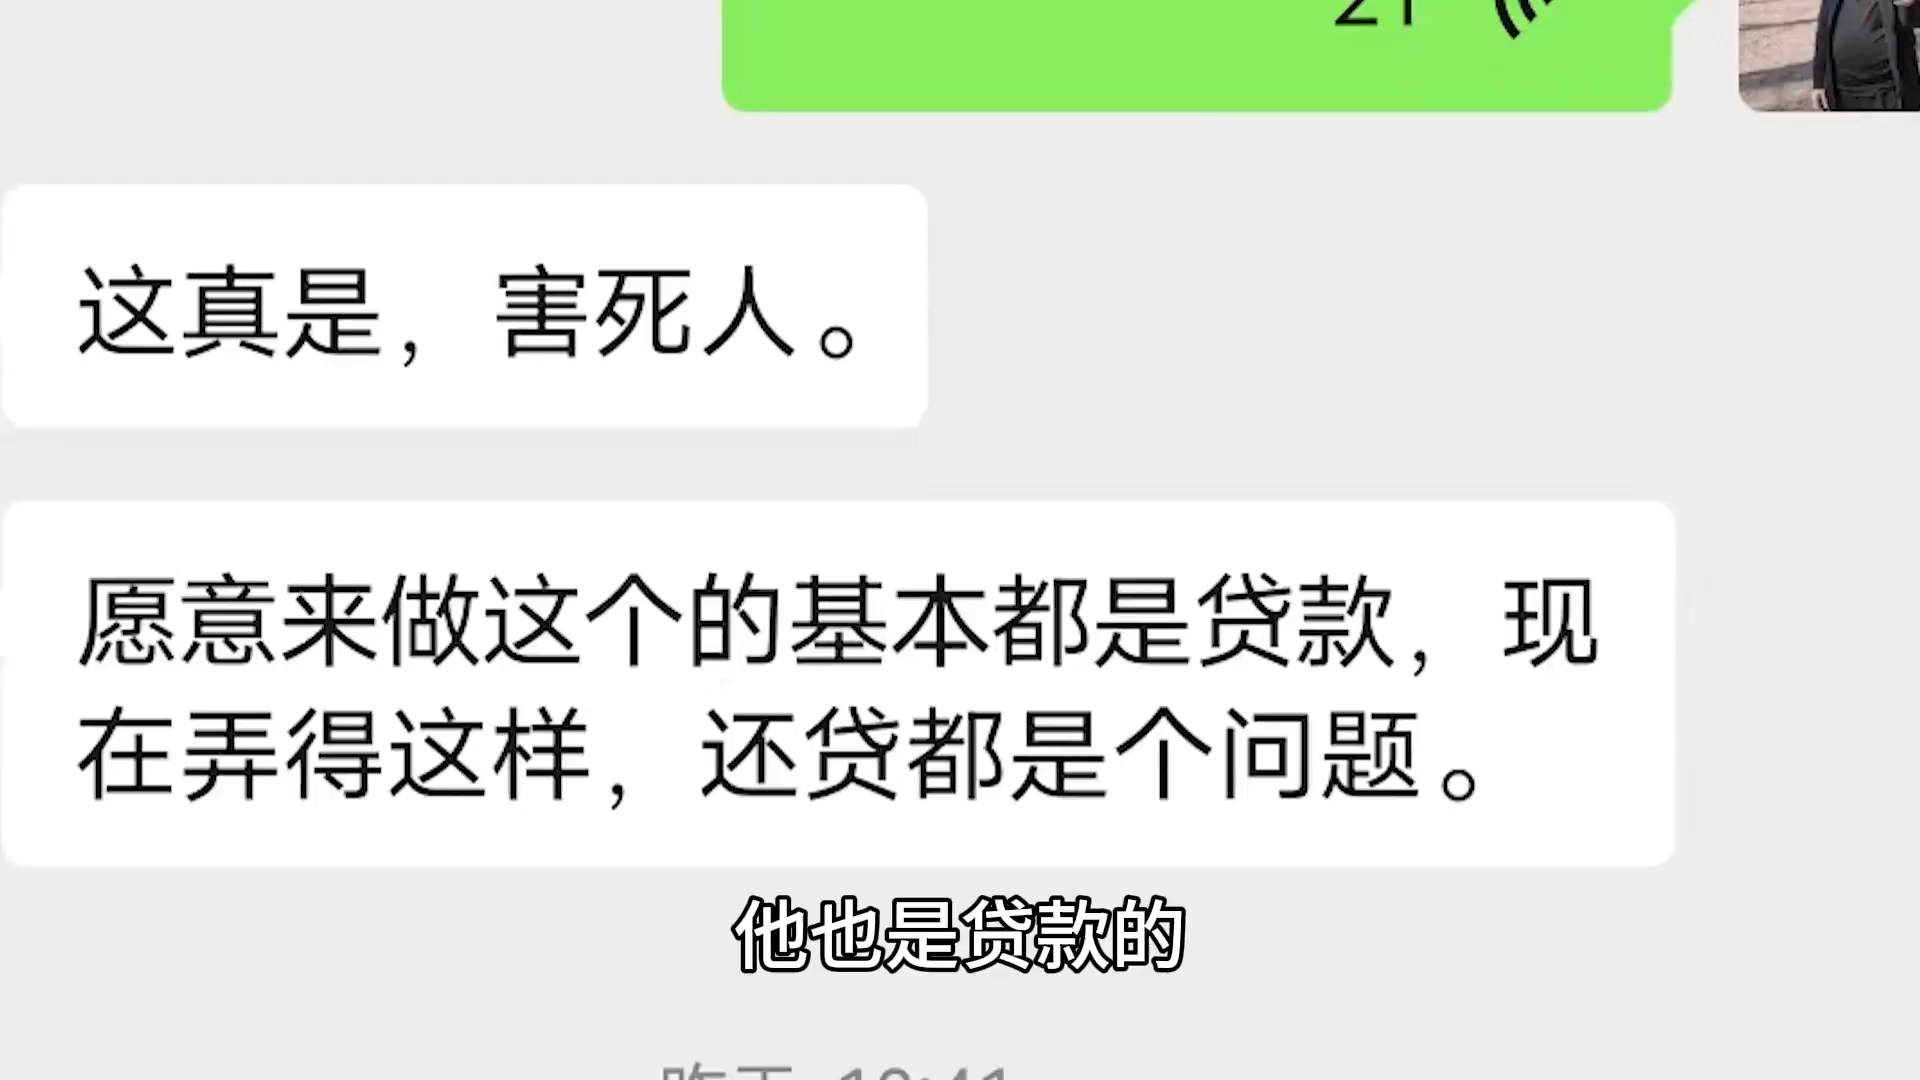 这真是，害死人。
愿意来做这个的基本都是贷款，现
在弄得这样，还贷都是个问题。
他也是贷款的